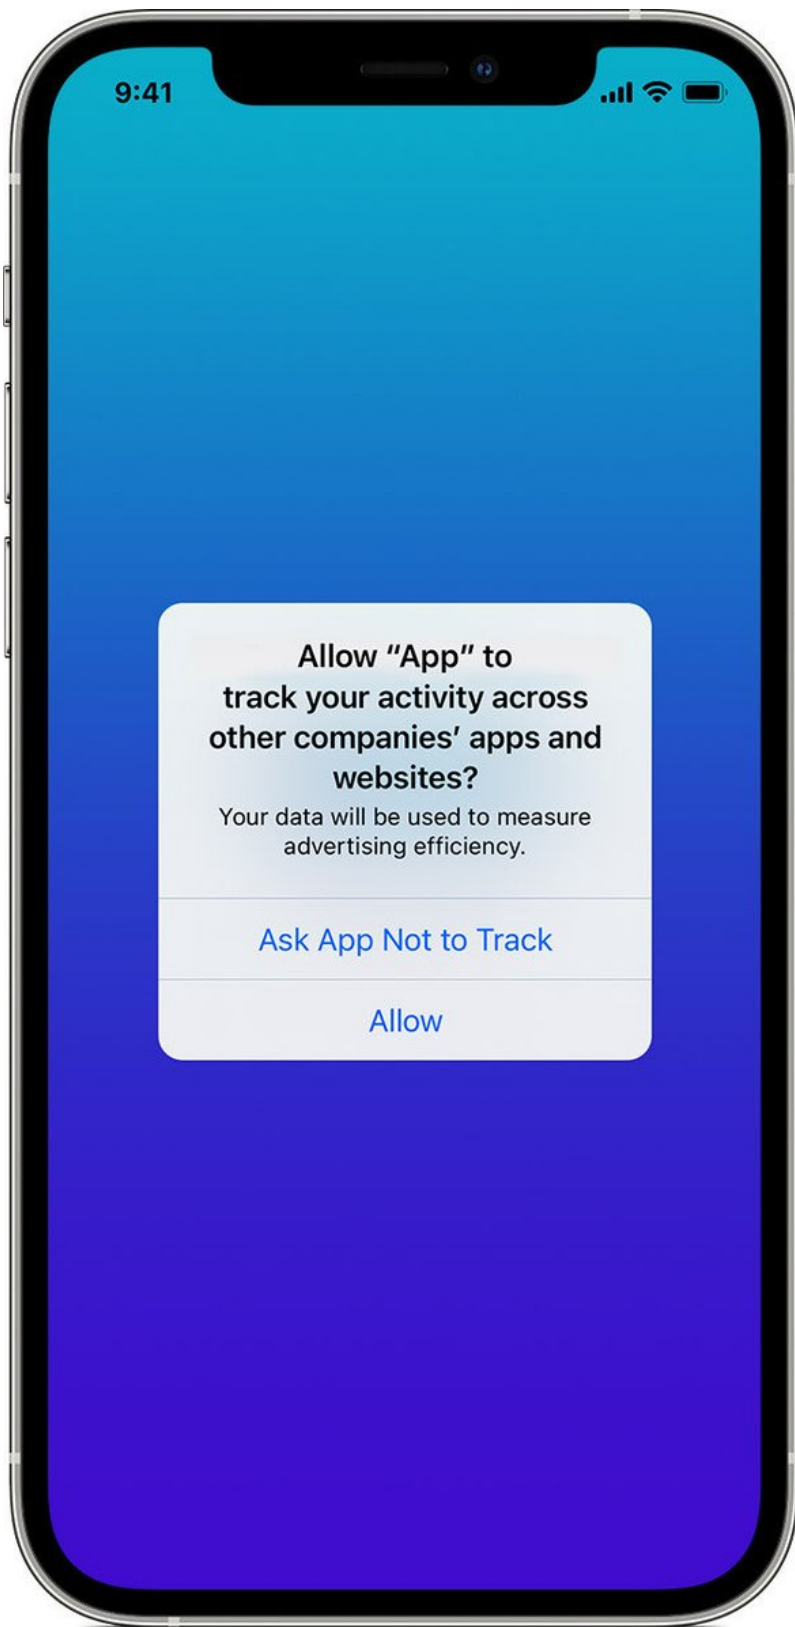 9:41
Allow “App” to
track your activity across
other companies’ apps and
websites?
Your data will be used to measure
advertising efficiency.
Ask App Not to Track
Allow